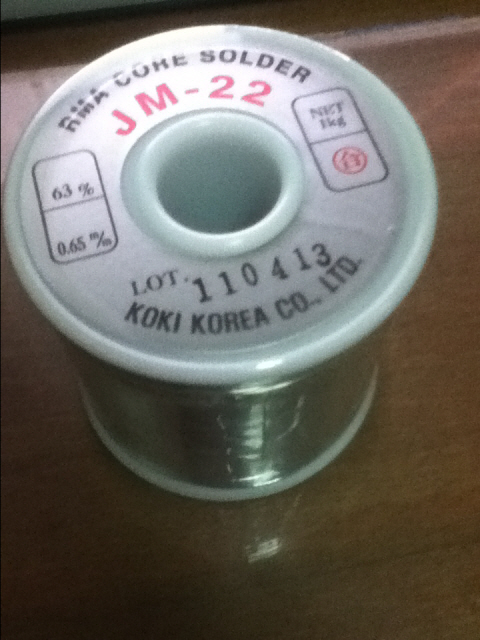 RMA CORE SOLDER
JM-22
NET
1kg
63 %
0.65 m/m
LOT. 110413
KOKI KOREA CO., LTD.